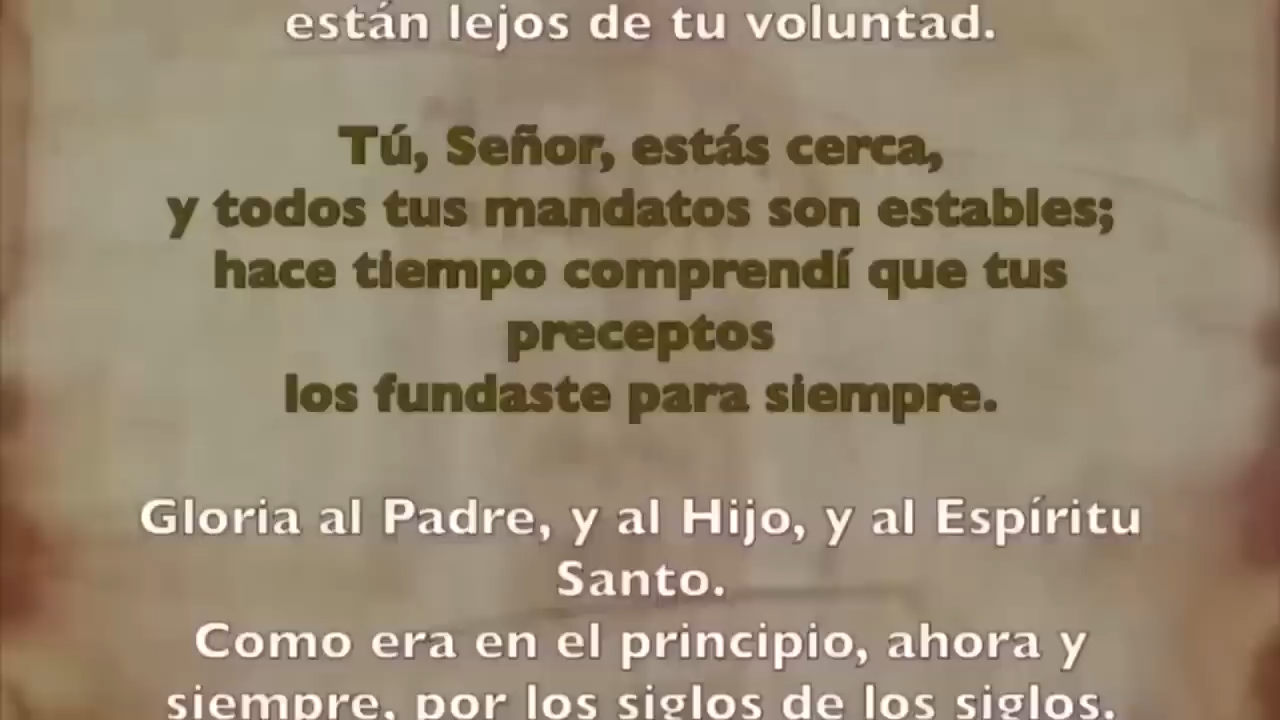 están lejos de tu voluntad.
Tú, Señor, estás cerca,
y todos tus mandatos son estables;
hace tiempo comprendí que tus
preceptos
los fundaste para siempre.
Gloria al Padre, y al Hijo, y al Espíritu
Santo.
Como era en el principio, ahora y
siempre, por los siglos de los siglos.